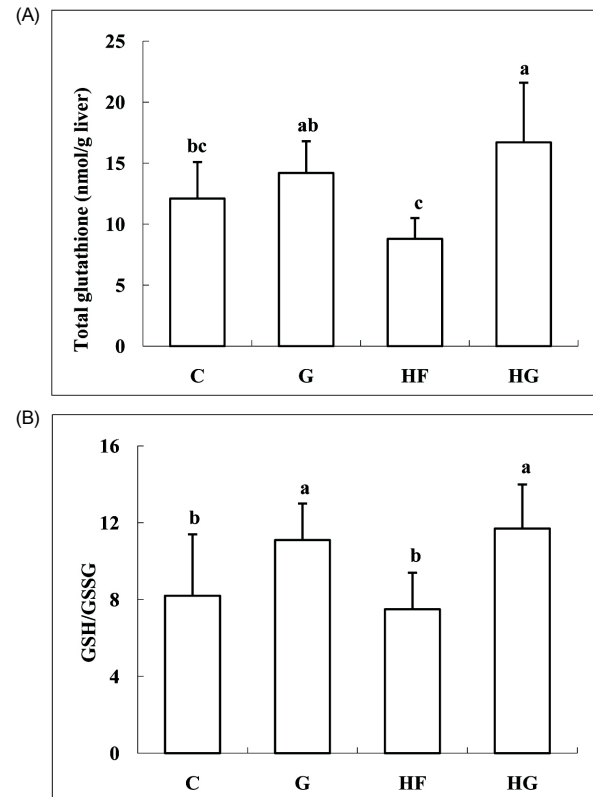 (A)
Total glutathione (nmol/g liver)
25
20
15
10
5
0
bc
ab
c
a
C G HF HG
(B)
GSH/GSSG
16
12
8
4
0
b
a
b
a
C G HF HG